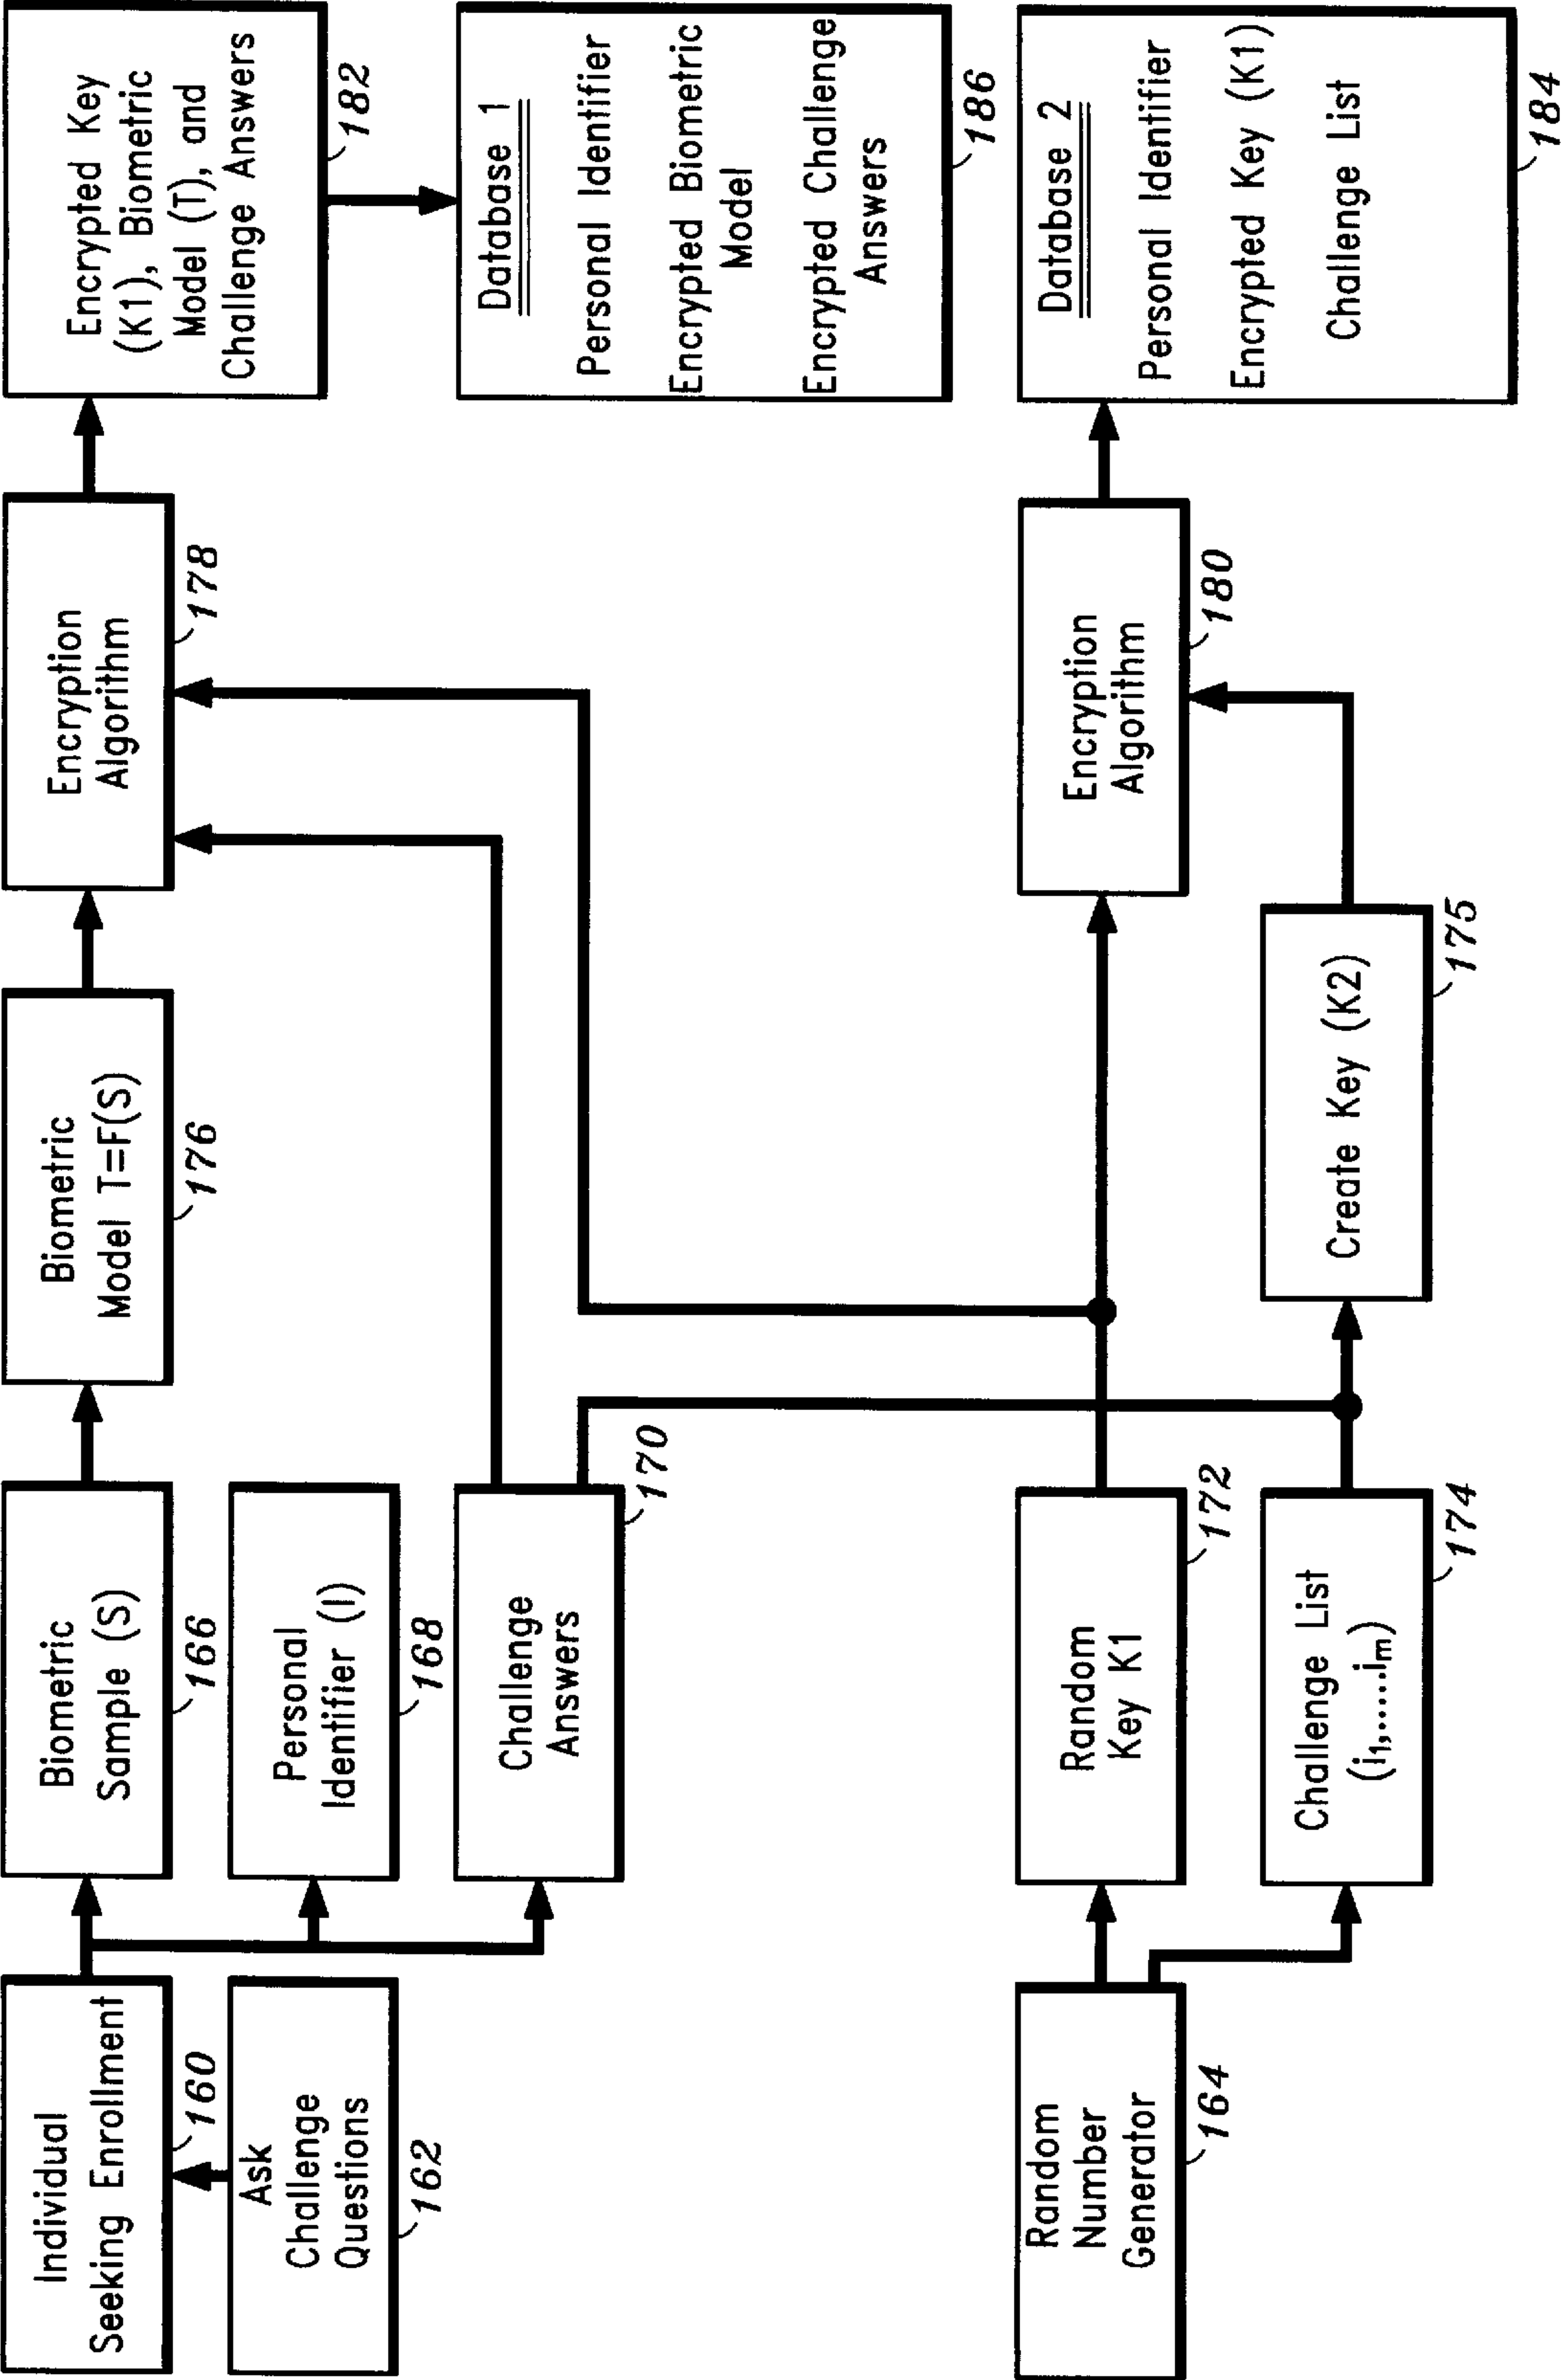 Individual
Seeking Enrollment
160
Ask
Challenge
Questions
162
Random
Number
Generator
164
Biometric
Sample (S)
166
Personal
Identifier (I)
168
Challenge
Answers
170
Random
Key K1
172
Challenge List
(i1,.....im)
174
Biometric
Model T=F(S)
176
Create Key (K2)
175
Encryption
Algorithm
178
Encryption
Algorithm
180
Encrypted Key
(K1), Biometric
Model (T), and
Challenge Answers
182
Database 1
Personal Identifier
Encrypted Biometric
Model
Encrypted Challenge
Answers
186
Database 2
Personal Identifier
Encrypted Key (K1)
Challenge List
184